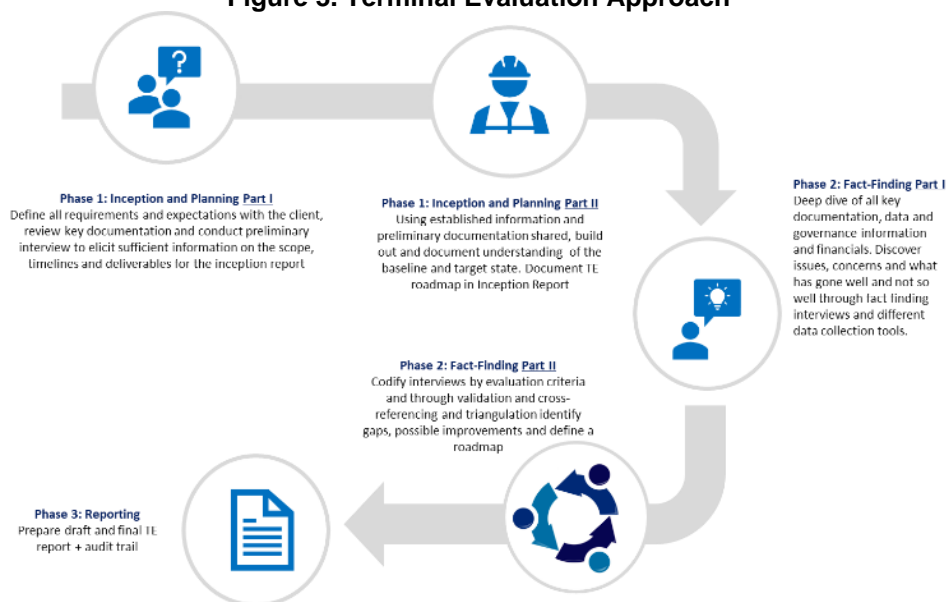 Figure 3. Terminal Evaluation Approach
?
Phase 1: Inception and Planning Part I
Define all requirements and expectations with the client,
review key documentation and conduct preliminary
interview to elicit sufficient information on the scope,
timelines and deliverables for the inception report
Phase 1: Inception and Planning Part II
Using established information and
preliminary documentation shared, build
out and document understanding of the
baseline and target state. Document TE
roadmap in Inception Report
Phase 2: Fact-Finding Part I
Deep dive of all key
documentation, data and
governance information
and financials. Discover
issues, concerns and what
has gone well and not so
well through fact finding
interviews and different
data collection tools.
Phase 2: Fact-Finding Part II
Codify interviews by evaluation criteria
and through validation and cross-
referencing and triangulation identify
gaps, possible improvements and define a
roadmap
Phase 3: Reporting
Prepare draft and final TE
report + audit trail